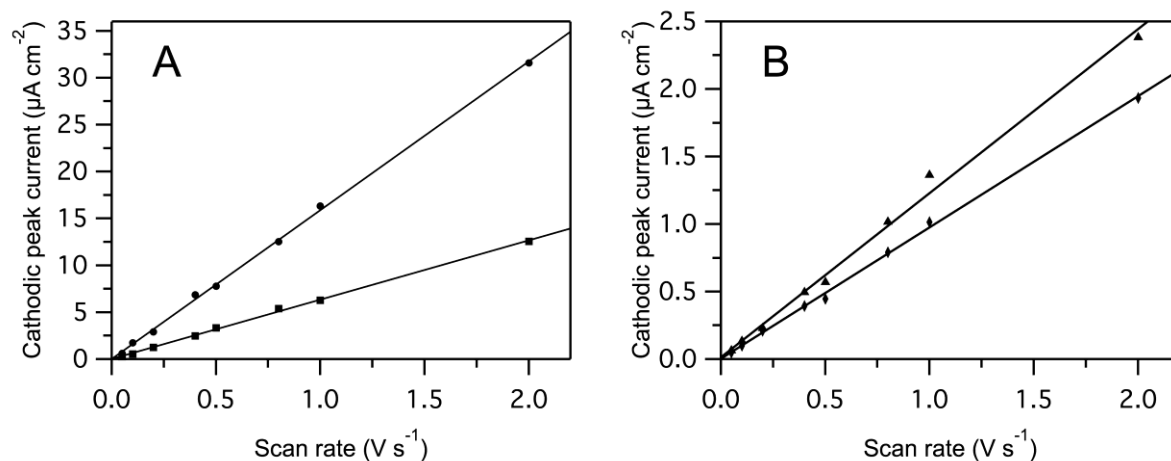 A
Cathodic peak current (µA cm⁻²)
35
30
25
20
15
10
5
0
0.0 0.5 1.0 1.5 2.0
Scan rate (V s⁻¹)
B
Cathodic peak current (µA cm⁻²)
2.5
2.0
1.5
1.0
0.5
0.0
0.0 0.5 1.0 1.5 2.0
Scan rate (V s⁻¹)